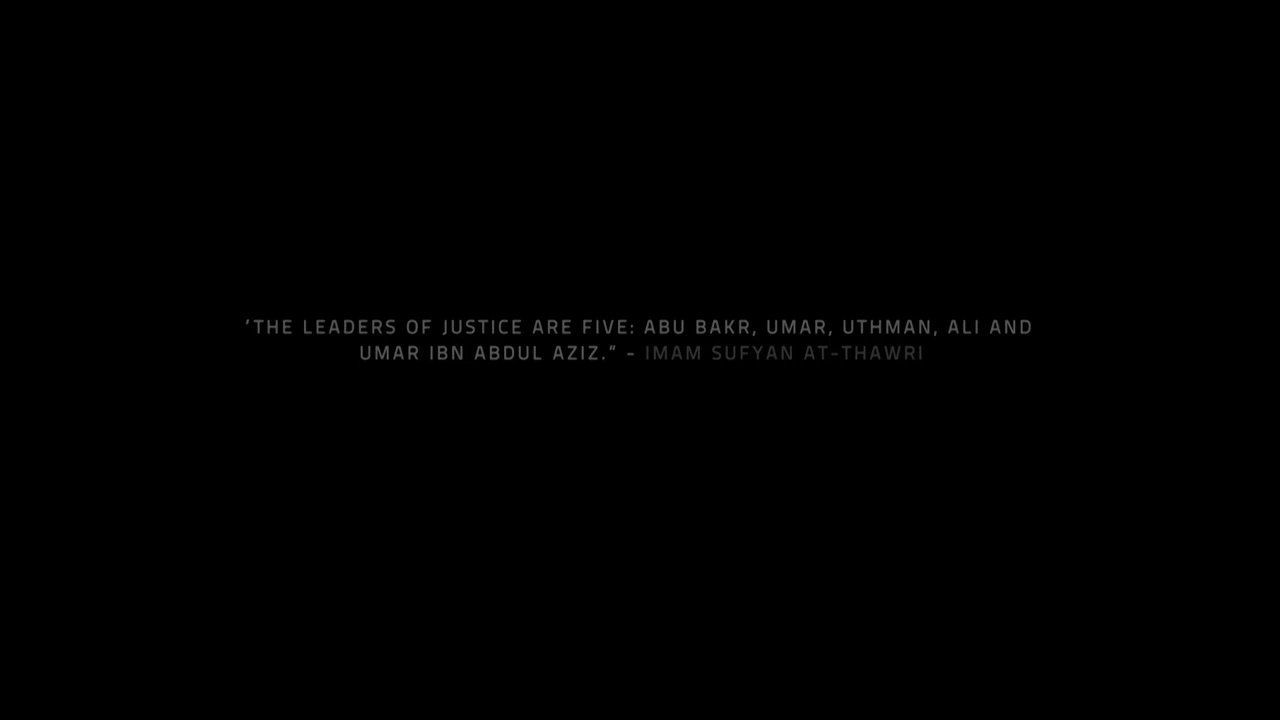 ‘THE LEADERS OF JUSTICE ARE FIVE: ABU BAKR, UMAR, UTHMAN, ALI AND
UMAR IBN ABDUL AZIZ.” - IMAM SUFYAN AT-THAWRI